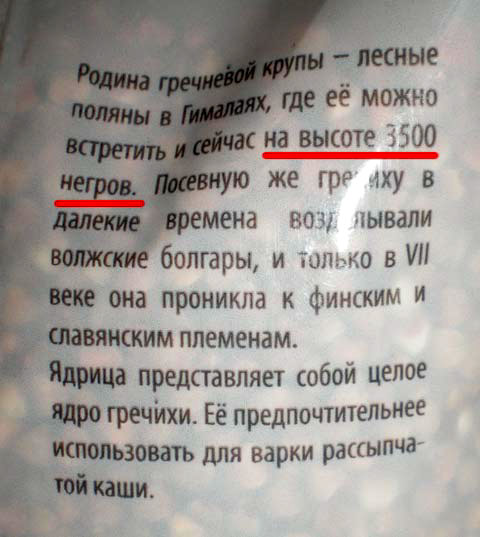 Родина гречневой крупы – лесные
поляны в Гималаях, где её можно
встретить и сейчас на высоте 3500
негров. Посевную же гречиху в
далекие времена возделывали
волжские болгары, и только в VII
веке она проникла к финским и
славянским племенам.
Ядрица представляет собой целое
ядро гречихи. Её предпочтительнее
использовать для варки рассыпча-
той каши.